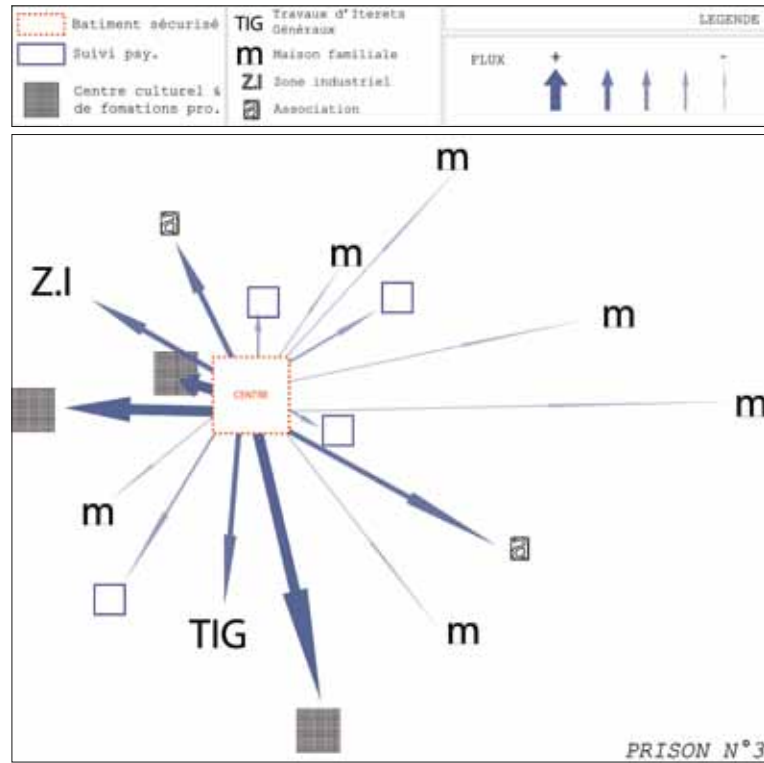 Batiment sécurisé
Suivi psy.
Centre culturel &
de fomations pro.
TIG Travaux d'Iterets
Généraux
m Maison familiale
Z.I Zone industriel
Association
LEGENDE
FLUX + -
m
m
Z.I
m
CENTRE
m
m
TIG
m
PRISON N°3